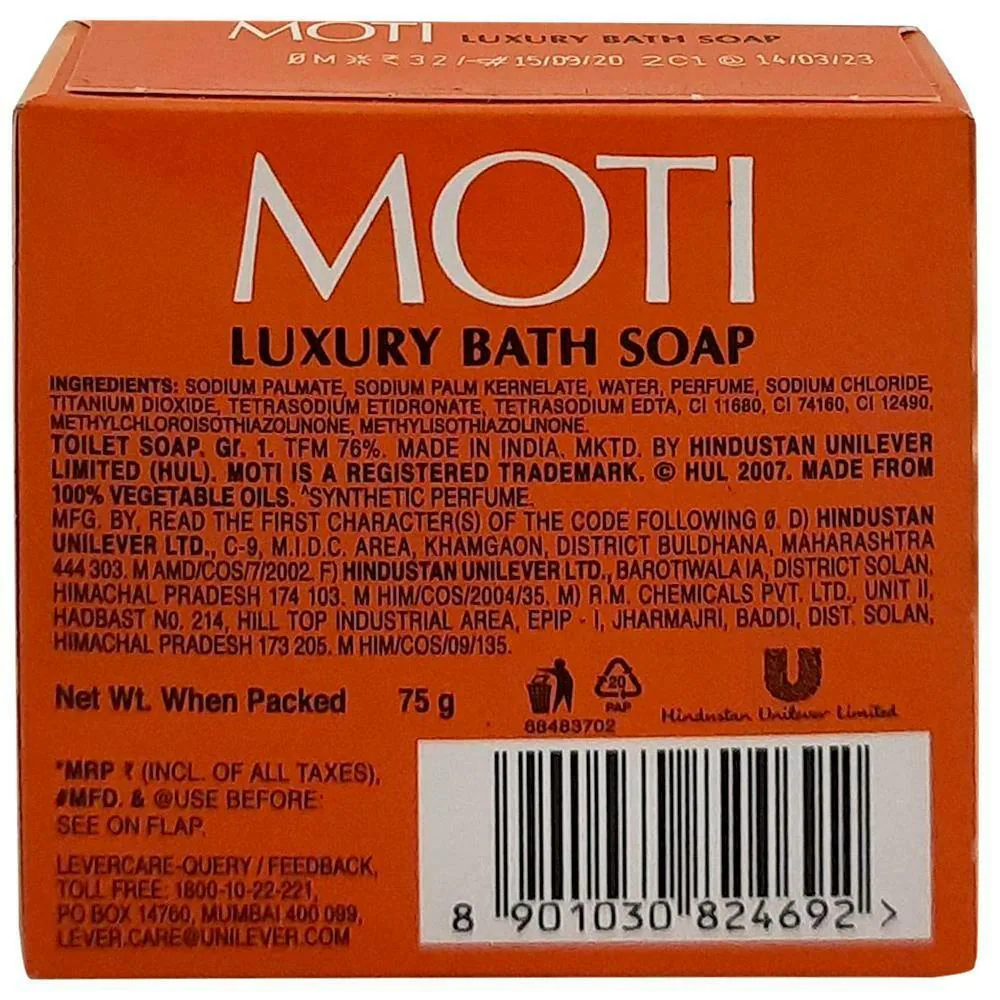 MOTI LUXURY BATH SOAP
Ø M * ₹ 32/- # 15/09/20 2C1 @ 14/03/23
MOTI
LUXURY BATH SOAP
INGREDIENTS: SODIUM PALMATE, SODIUM PALM KERNELATE, WATER, PERFUME, SODIUM CHLORIDE,
TITANIUM DIOXIDE, TETRASODIUM ETIDRONATE, TETRASODIUM EDTA, CI 11680, CI 74160, CI 12490,
METHYLCHLOROISOTHIAZOLINONE, METHYLISOTHIAZOLINONE.
TOILET SOAP. Gr. 1. TFM 76%. MADE IN INDIA. MKTD. BY HINDUSTAN UNILEVER
LIMITED (HUL). MOTI IS A REGISTERED TRADEMARK. © HUL 2007. MADE FROM
100% VEGETABLE OILS. ^SYNTHETIC PERFUME.
MFG. BY, READ THE FIRST CHARACTER(S) OF THE CODE FOLLOWING Ø. D) HINDUSTAN
UNILEVER LTD., C-9, M.I.D.C. AREA, KHAMGAON, DISTRICT BULDHANA, MAHARASHTRA
444 303. M AMD/COS/7/2002. F) HINDUSTAN UNILEVER LTD., BAROTIWALA IA, DISTRICT SOLAN,
HIMACHAL PRADESH 174 103. M HIM/COS/2004/35. M) R.M. CHEMICALS PVT. LTD., UNIT II,
HADBAST NO. 214, HILL TOP INDUSTRIAL AREA, EPIP - I, JHARMAJRI, BADDI, DIST. SOLAN,
HIMACHAL PRADESH 173 205. M HIM/COS/09/135.
Net Wt. When Packed 75 g
20
PAP
68483702
Hindustan Unilever Limited
*MRP ₹ (INCL. OF ALL TAXES),
#MFD. & @USE BEFORE:
SEE ON FLAP.
LEVERCARE-QUERY / FEEDBACK,
TOLL FREE: 1800-10-22-221,
PO BOX 14760, MUMBAI 400 099,
LEVER.CARE@UNILEVER.COM
8 901030 824692 >